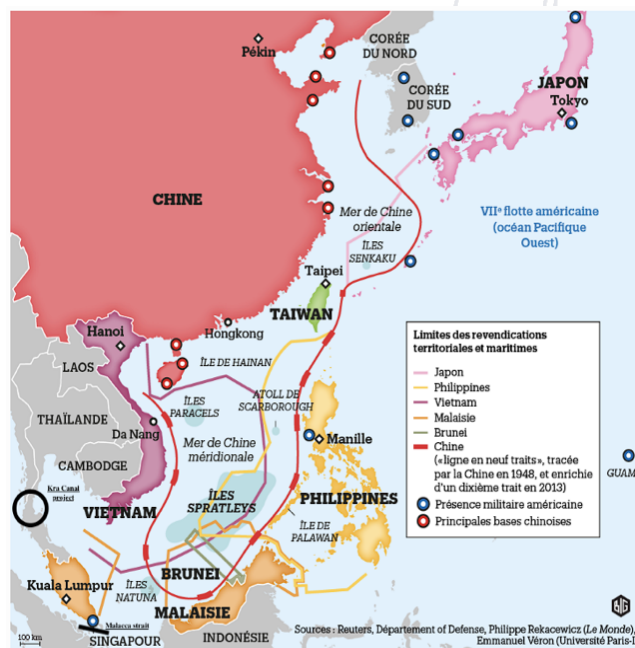 CORÉE
DU NORD
Pékin
CORÉE
DU SUD
JAPON
Tokyo
CHINE
Mer de Chine
orientale
VIIᵉ flotte américaine
(océan Pacifique
Ouest)
ÎLES
SENKAKU
Taipei
TAIWAN
Hanoi
Hongkong
LAOS
ÎLE DE HAINAN
THAÏLANDE
ÎLES
PARACELS
ATOLL DE
SCARBOROUGH
Da Nang
Mer de Chine
méridionale
Manille
CAMBODGE
Kra Canal
project
VIETNAM
ÎLES
SPRATLEYS
PHILIPPINES
ÎLE DE
PALAWAN
GUAM
Kuala Lumpur
BRUNEI
ÎLES
NATUNA
MALAISIE
Malacca strait
SINGAPOUR
INDONÉSIE
100 km
Limites des revendications
territoriales et maritimes
Japon
Philippines
Vietnam
Malaisie
Brunei
Chine
(«ligne en neuf traits», tracée
par la Chine en 1948, et enrichie
d'un dixième trait en 2013)
Présence militaire américaine
Principales bases chinoises
Sources : Reuters, Département of Defense, Philippe Rekacewicz (Le Monde),
Emmanuel Véron (Université Paris-I